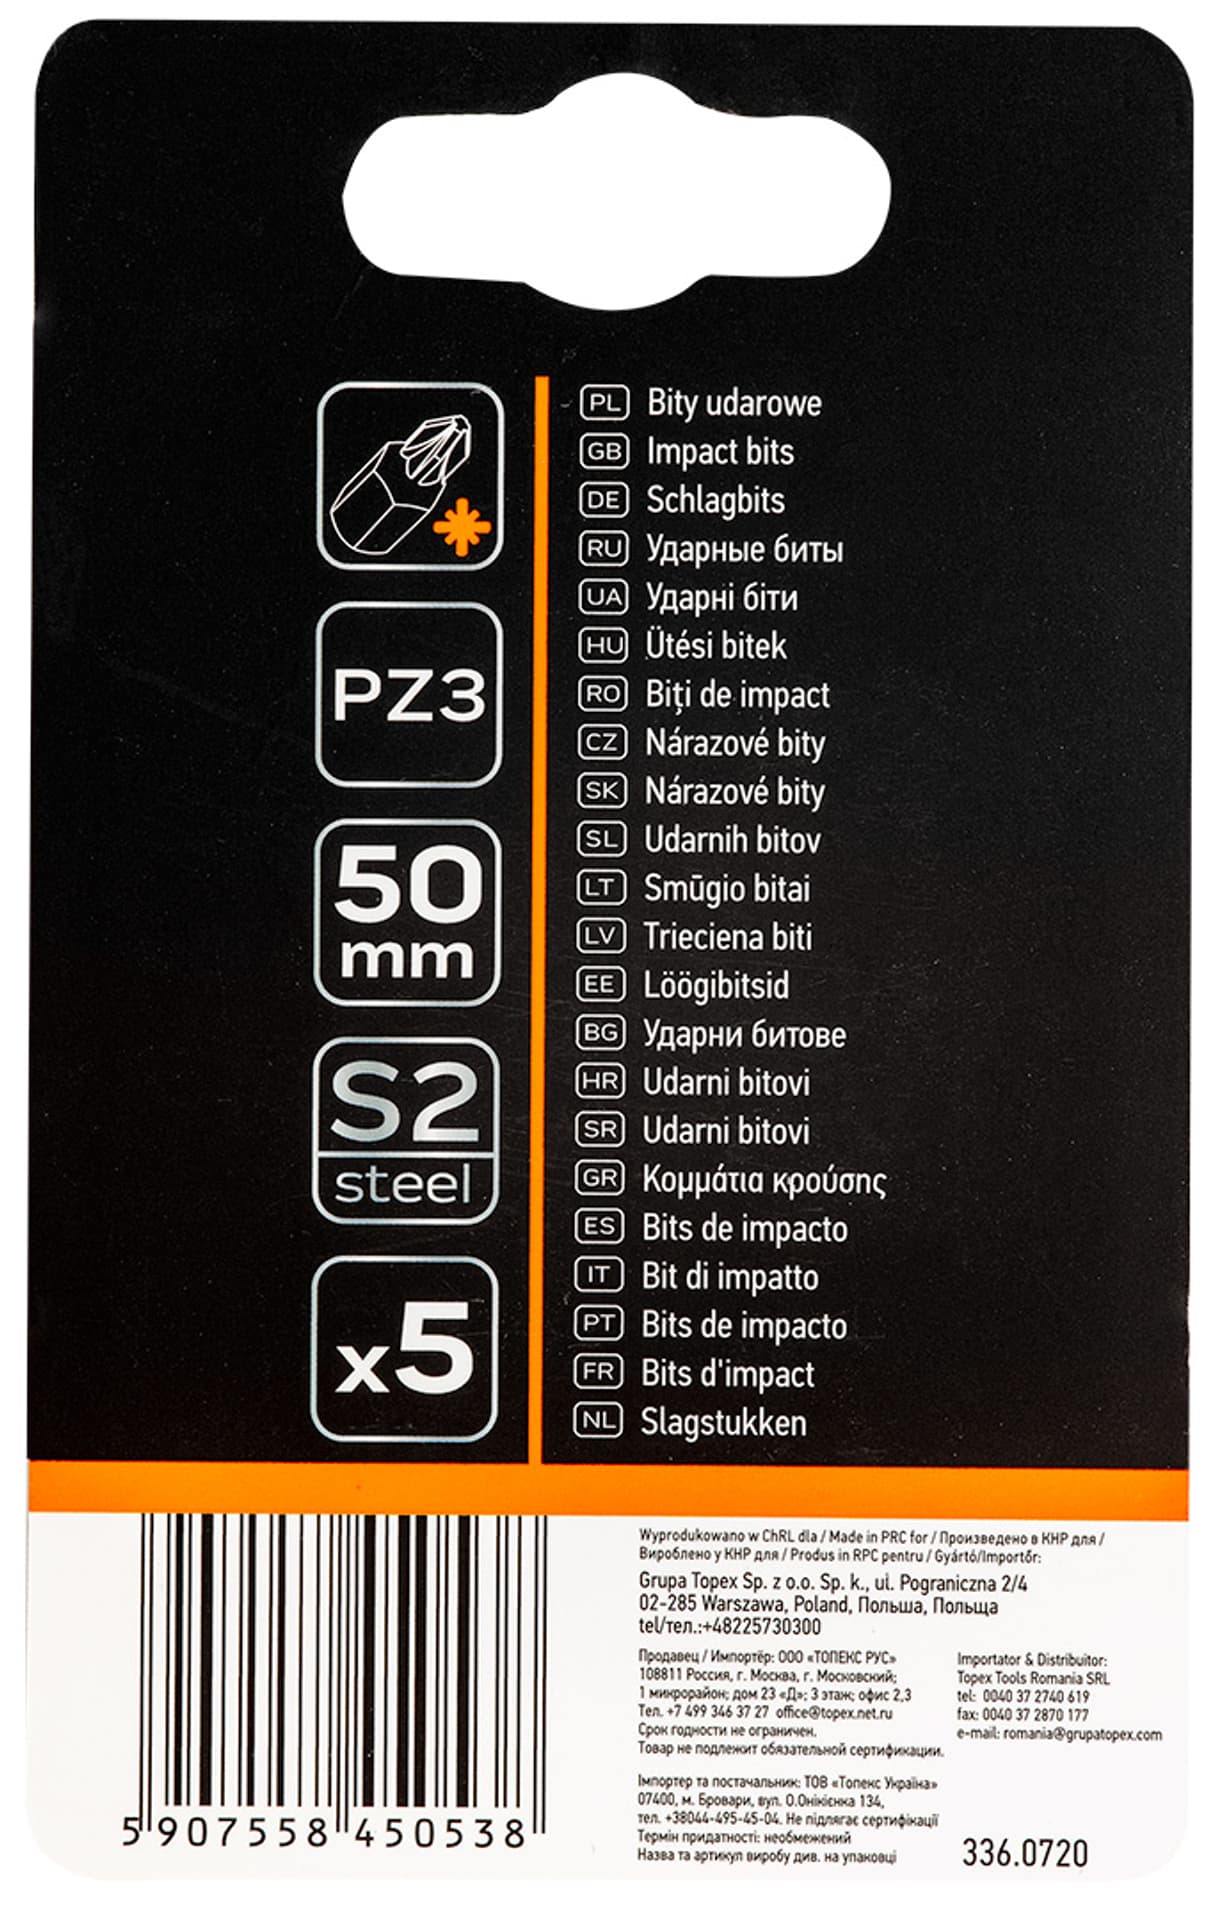 PZ3
50
mm
S2
steel
x5
PL Bity udarowe
GB Impact bits
DE Schlagbits
RU Ударные биты
UA Ударні біти
HU Ütési bitek
RO Biți de impact
CZ Nárazové bity
SK Nárazové bity
SL Udarnih bitov
LT Smūgio bitai
LV Trieciena biti
EE Löögibitsid
BG Ударни битове
HR Udarni bitovi
SR Udarni bitovi
GR Κομμάτια κρούσης
ES Bits de impacto
IT Bit di impatto
PT Bits de impacto
FR Bits d'impact
NL Slagstukken
5 907558 450538
Wyprodukowano w ChRL dla / Made in PRC for / Произведено в КНР для /
Вироблено у КНР для / Produs in RPC pentru / Gyártó/Importőr:
Grupa Topex Sp. z o.o. Sp. k., ul. Pograniczna 2/4
02-285 Warszawa, Poland, Польша, Польща
tel/тел.:+48225730300
Продавец / Импортёр: ООО «ТОПЕКС РУС»
108811 Россия, г. Москва, г. Московский;
1 микрорайон; дом 23 «Д»; 3 этаж; офис 2,3
Тел. +7 499 346 37 27 office@topex.net.ru
Срок годности не ограничен.
Товар не подлежит обязательной сертификации.
Importator & Distribuitor:
Topex Tools Romania SRL
tel: 0040 37 2740 619
fax: 0040 37 2870 177
e-mail: romania@grupatopex.com
Імпортер та постачальник: ТОВ «Топекс Україна»
07400, м. Бровари, вул. О.Онікієнка 134,
тел. +38044-495-45-04. Не підлягає сертифікації
Термін придатності: необмежений
Назва та артикул виробу див. на упаковці
336.0720